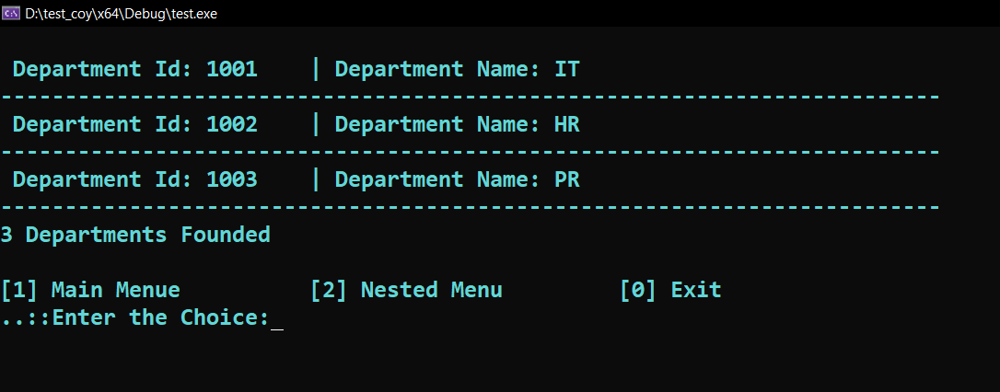 D:\test_coy\x64\Debug\test.exe
Department Id: 1001    | Department Name: IT
-------------------------------------------------------------------------
Department Id: 1002    | Department Name: HR
-------------------------------------------------------------------------
Department Id: 1003    | Department Name: PR
-------------------------------------------------------------------------
3 Departments Founded
[1] Main Menue          [2] Nested Menu         [0] Exit
..::Enter the Choice:_